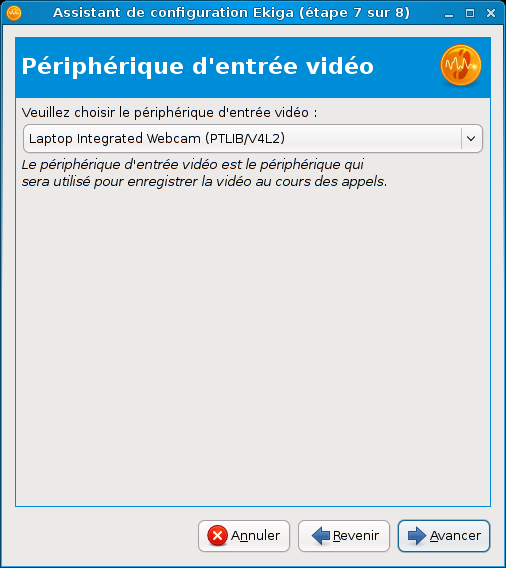 Assistant de configuration Ekiga (étape 7 sur 8)
Périphérique d'entrée vidéo
Veuillez choisir le périphérique d'entrée vidéo :
Laptop Integrated Webcam (PTLIB/V4L2)
Le périphérique d'entrée vidéo est le périphérique qui
sera utilisé pour enregistrer la vidéo au cours des appels.
Annuler
Revenir
Avancer